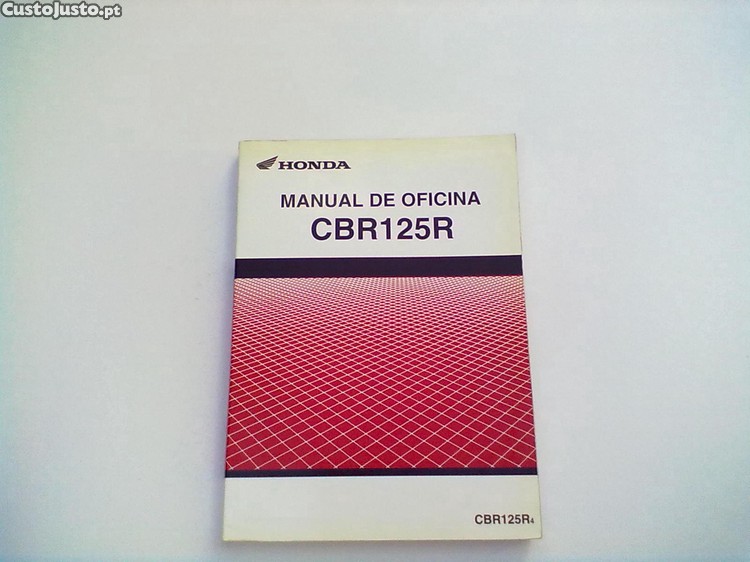 CustoJusto.pt
HONDA
MANUAL DE OFICINA
CBR125R
CBR125R4